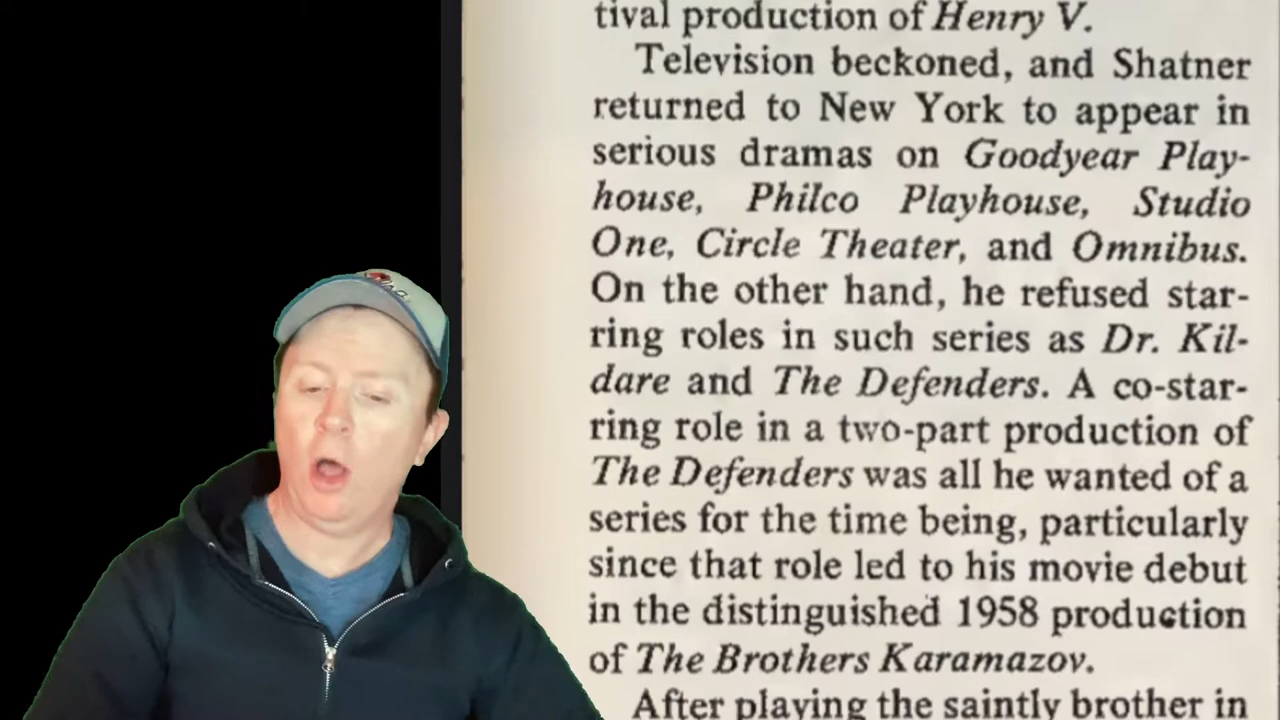 tival production of Henry V.
Television beckoned, and Shatner
returned to New York to appear in
serious dramas on Goodyear Play-
house, Philco Playhouse, Studio
One, Circle Theater, and Omnibus.
On the other hand, he refused star-
ring roles in such series as Dr. Kil-
dare and The Defenders. A co-star-
ring role in a two-part production of
The Defenders was all he wanted of a
series for the time being, particularly
since that role led to his movie debut
in the distinguished 1958 production
of The Brothers Karamazov.
After playing the saintly brother in